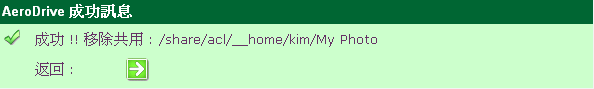 AeroDrive 成功訊息
成功 !! 移除共用 : /share/acl/__home/kim/My Photo
返回 :